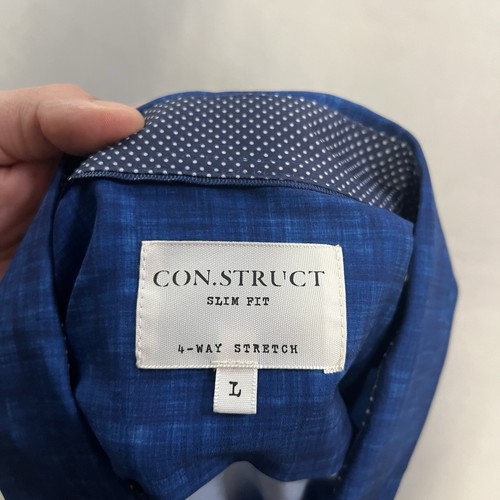 CON.STRUCT
SLIM FIT
4-WAY STRETCH
L